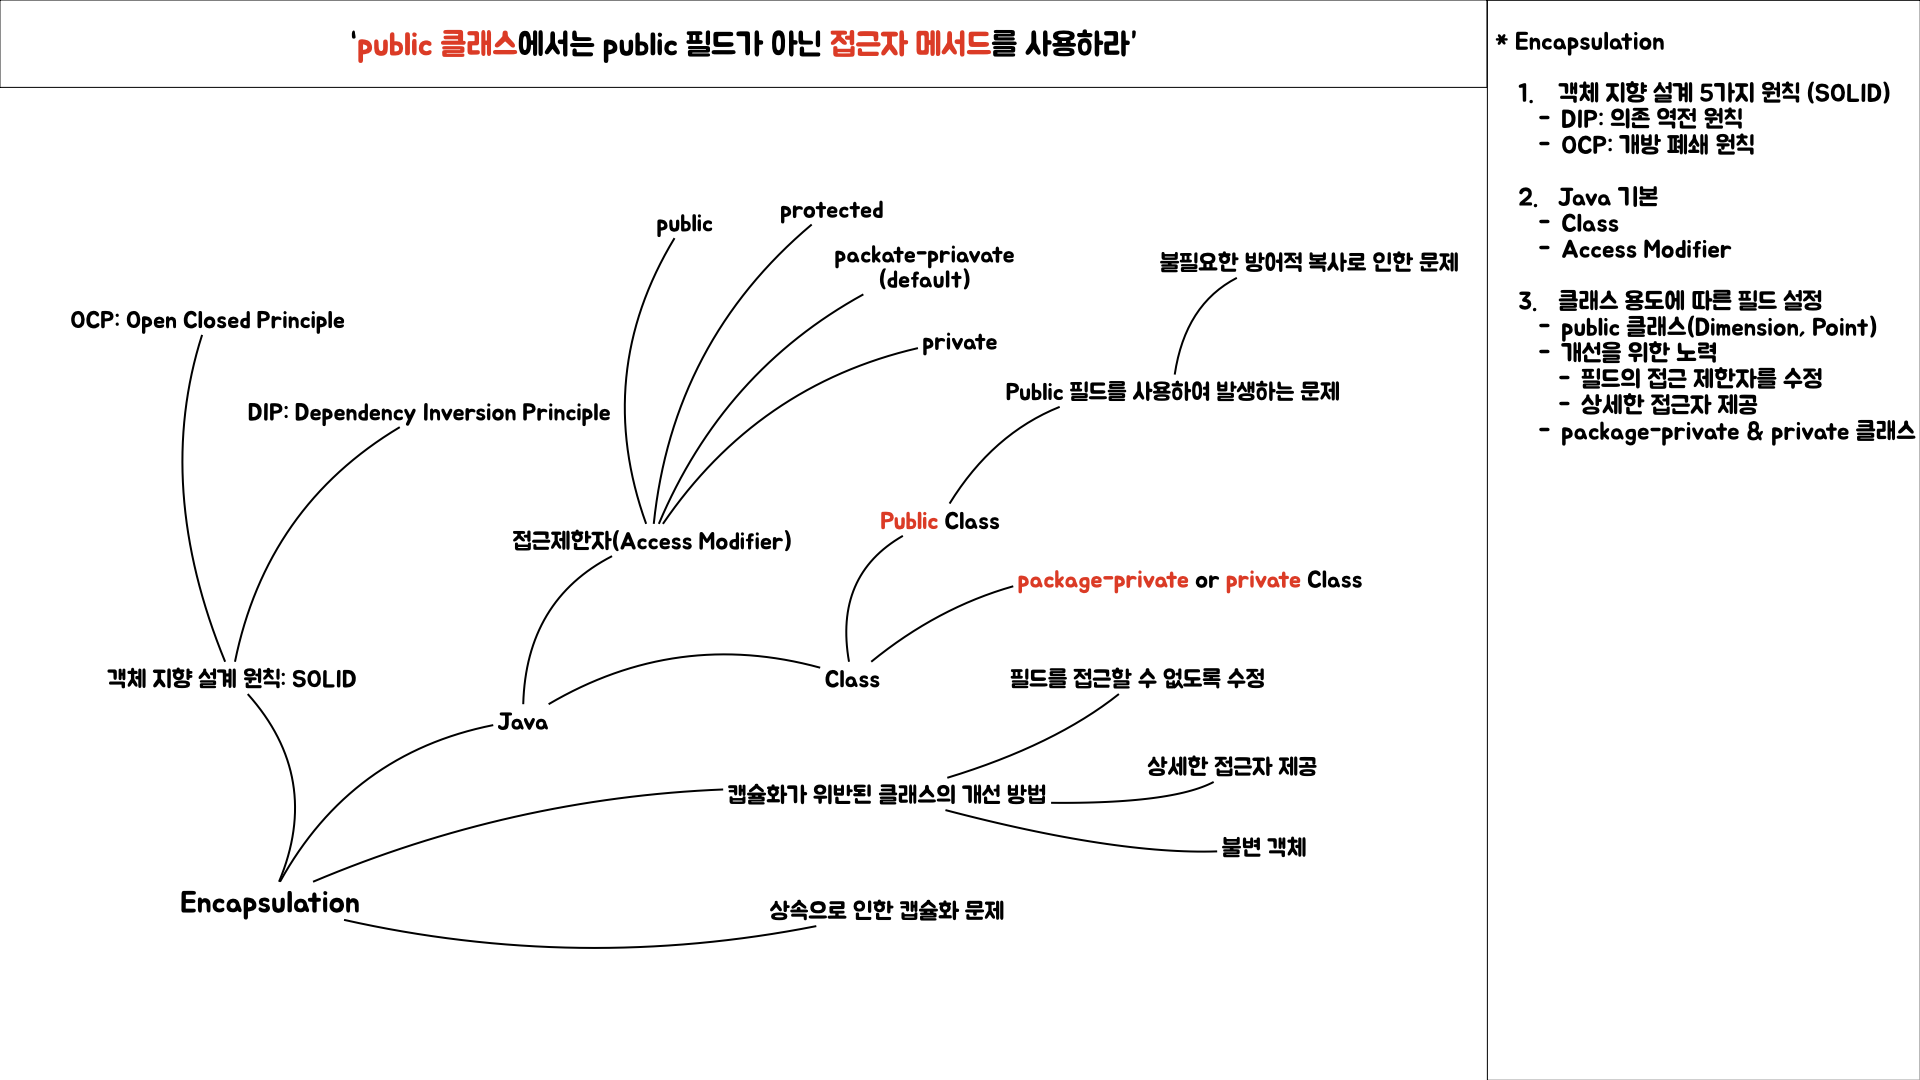 ‘public 클래스에서는 public 필드가 아닌 접근자 메서드를 사용하라’
public
protected
packate-priavate
(default)
private
불필요한 방어적 복사로 인한 문제
OCP: Open Closed Principle
DIP: Dependency Inversion Principle
Public 필드를 사용하여 발생하는 문제
접근제한자(Access Modifier)
Public Class
package-private or private Class
객체 지향 설계 원칙: SOLID
Class
필드를 접근할 수 없도록 수정
Java
상세한 접근자 제공
캡슐화가 위반된 클래스의 개선 방법
불변 객체
Encapsulation
상속으로 인한 캡슐화 문제
* Encapsulation
1. 객체 지향 설계 5가지 원칙 (SOLID)
- DIP: 의존 역전 원칙
- OCP: 개방 폐쇄 원칙
2. Java 기본
- Class
- Access Modifier
3. 클래스 용도에 따른 필드 설정
- public 클래스(Dimension, Point)
- 개선을 위한 노력
- 필드의 접근 제한자를 수정
- 상세한 접근자 제공
- package-private & private 클래스